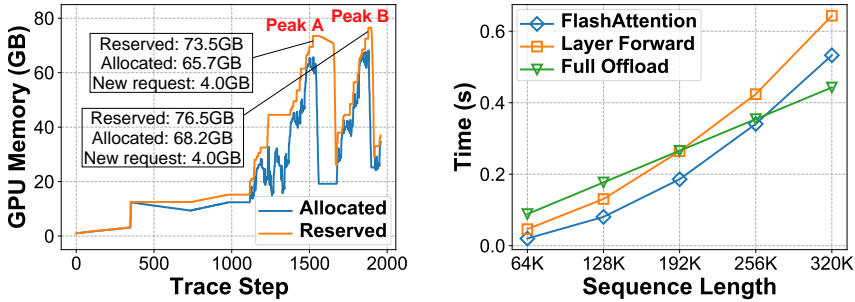 Peak A
Peak B
Reserved: 73.5GB
Allocated: 65.7GB
New request: 4.0GB
Reserved: 76.5GB
Allocated: 68.2GB
New request: 4.0GB
GPU Memory (GB)
80
60
40
20
0
Allocated
Reserved
0
500
1000
1500
2000
Trace Step
FlashAttention
Layer Forward
Full Offload
Time (s)
0.6
0.4
0.2
0.0
64K
128K
192K
256K
320K
Sequence Length